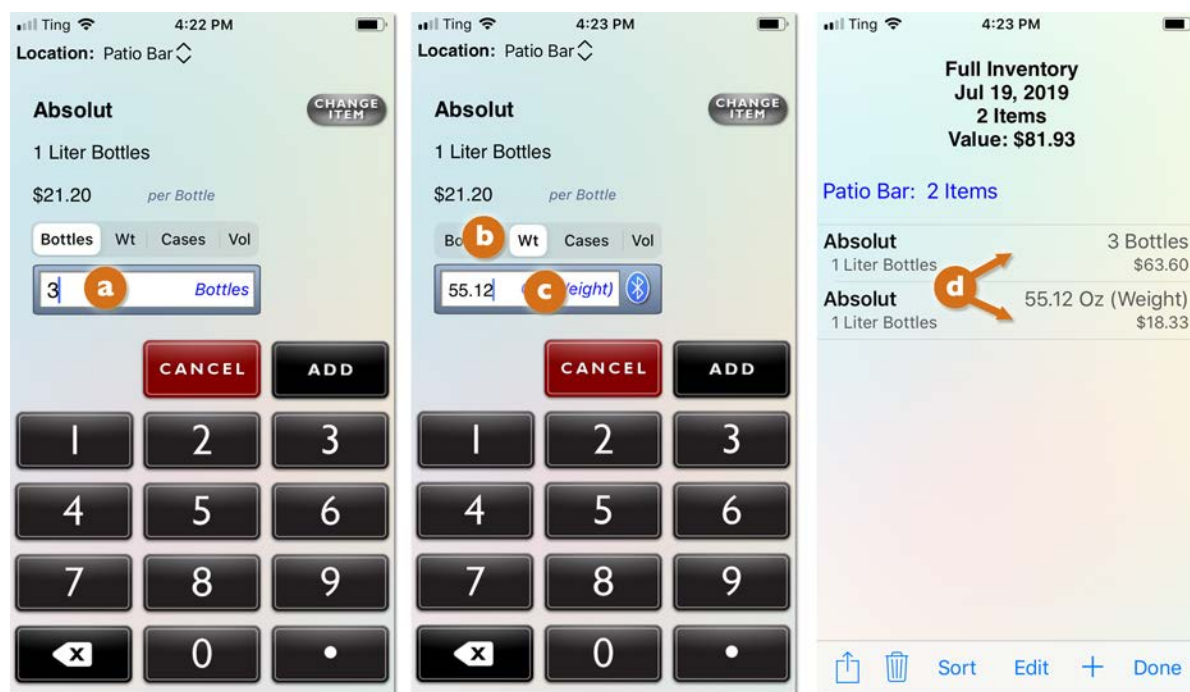 Ting 4:22 PM
Location: Patio Bar
Absolut
CHANGE ITEM
1 Liter Bottles
$21.20 per Bottle
Bottles Wt Cases Vol
3 a Bottles
CANCEL ADD
1 2 3
4 5 6
7 8 9
x 0 .
Ting 4:23 PM
Location: Patio Bar
Absolut
CHANGE ITEM
1 Liter Bottles
$21.20 per Bottle
b Wt Cases Vol
55.12 c
CANCEL ADD
1 2 3
4 5 6
7 8 9
x 0 .
Ting 4:23 PM
Full Inventory
Jul 19, 2019
2 Items
Value: $81.93
Patio Bar: 2 Items
Absolut 3 Bottles
1 Liter Bottles $63.60
d
Absolut 55.12 Oz (Weight)
1 Liter Bottles $18.33
Sort Edit + Done